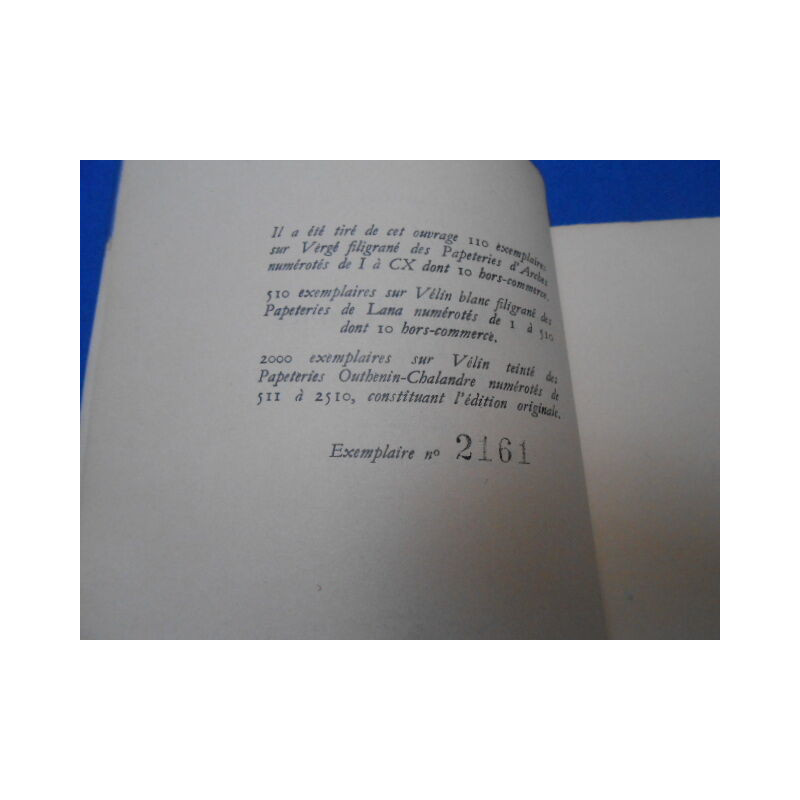 Il a été tiré de cet ouvrage 110 exemplaires
sur Vergé filigrané des Papeteries d'Arches
numérotés de I à CX dont 10 hors-commerce.
510 exemplaires sur Vélin blanc filigrané des
Papeteries de Lana numérotés de 1 à 510
dont 10 hors-commerce.
2000 exemplaires sur Vélin teinté des
Papeteries Outhenin-Chalandre numérotés de
511 à 2510, constituant l'édition originale.
Exemplaire nº 2161